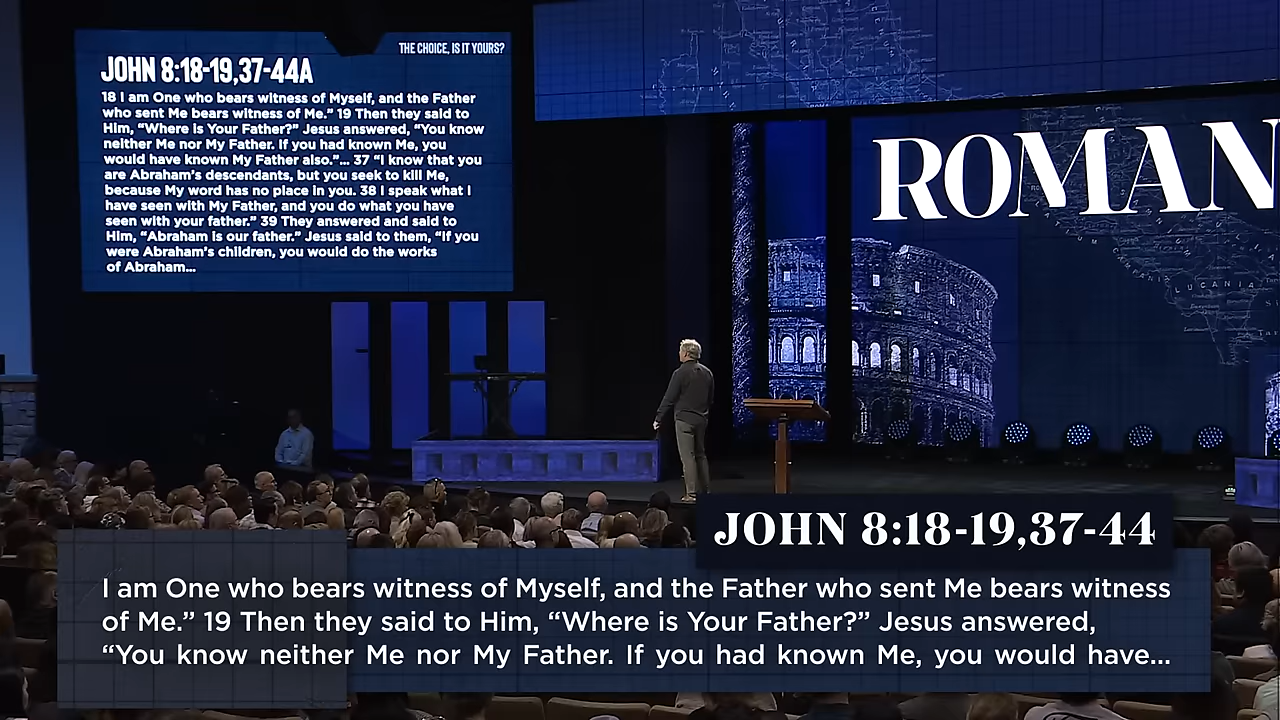 THE CHOICE, IS IT YOURS?
JOHN 8:18-19,37-44A
18 I am One who bears witness of Myself, and the Father
who sent Me bears witness of Me.” 19 Then they said to
Him, “Where is Your Father?” Jesus answered, “You know
neither Me nor My Father. If you had known Me, you
would have known My Father also.”... 37 “I know that you
are Abraham’s descendants, but you seek to kill Me,
because My word has no place in you. 38 I speak what I
have seen with My Father, and you do what you have
seen with your father.” 39 They answered and said to
Him, “Abraham is our father.” Jesus said to them, “If you
were Abraham’s children, you would do the works
of Abraham...
ROMAN
LUCANIA
JOHN 8:18-19,37-44
I am One who bears witness of Myself, and the Father who sent Me bears witness
of Me.” 19 Then they said to Him, “Where is Your Father?” Jesus answered,
“You know neither Me nor My Father. If you had known Me, you would have...